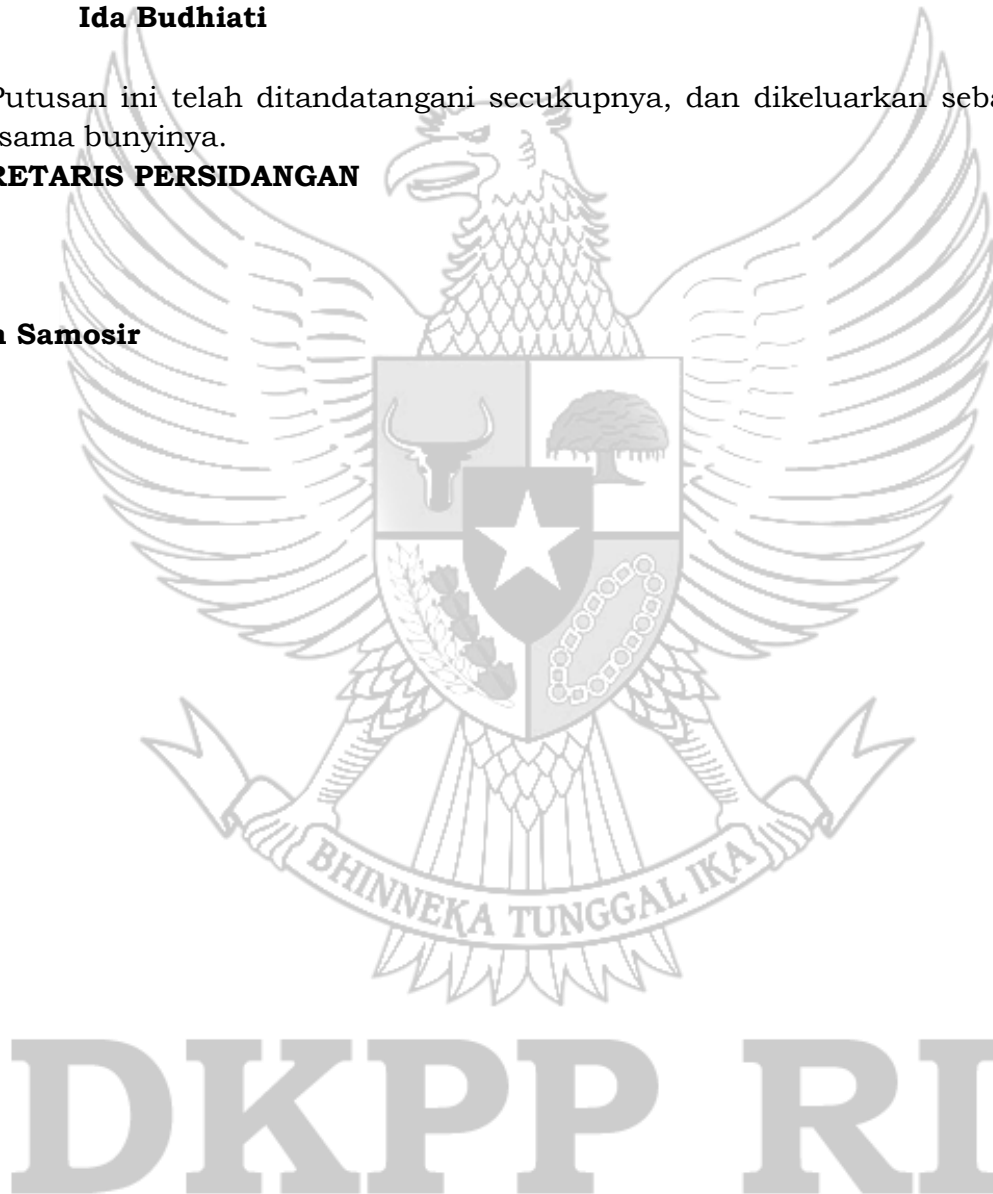 Ida Budhiati
Putusan ini telah ditandatangani secukupnya, dan dikeluarkan seba
sama bunyinya.
RETARIS PERSIDANGAN
Samosir
BHINNEKA TUNGGAL IKA
DKPP RI